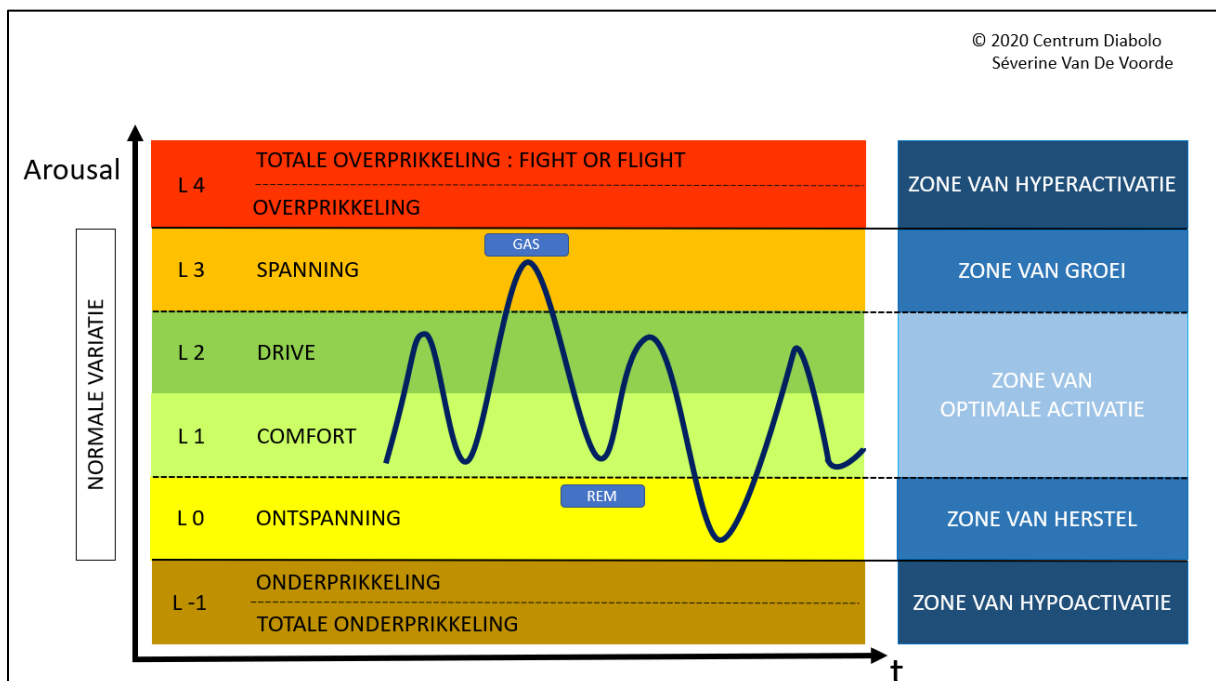 © 2020 Centrum Diabolo
Séverine Van De Voorde
Arousal
NORMALE VARIATIE
L 4
TOTALE OVERPRIKKELING : FIGHT OR FLIGHT
OVERPRIKKELING
ZONE VAN HYPERACTIVATIE
GAS
L 3
SPANNING
ZONE VAN GROEI
L 2
DRIVE
ZONE VAN
OPTIMALE ACTIVATIE
L 1
COMFORT
REM
L 0
ONTSPANNING
ZONE VAN HERSTEL
L -1
ONDERPRIKKELING
TOTALE ONDERPRIKKELING
ZONE VAN HYPOACTIVATIE
t